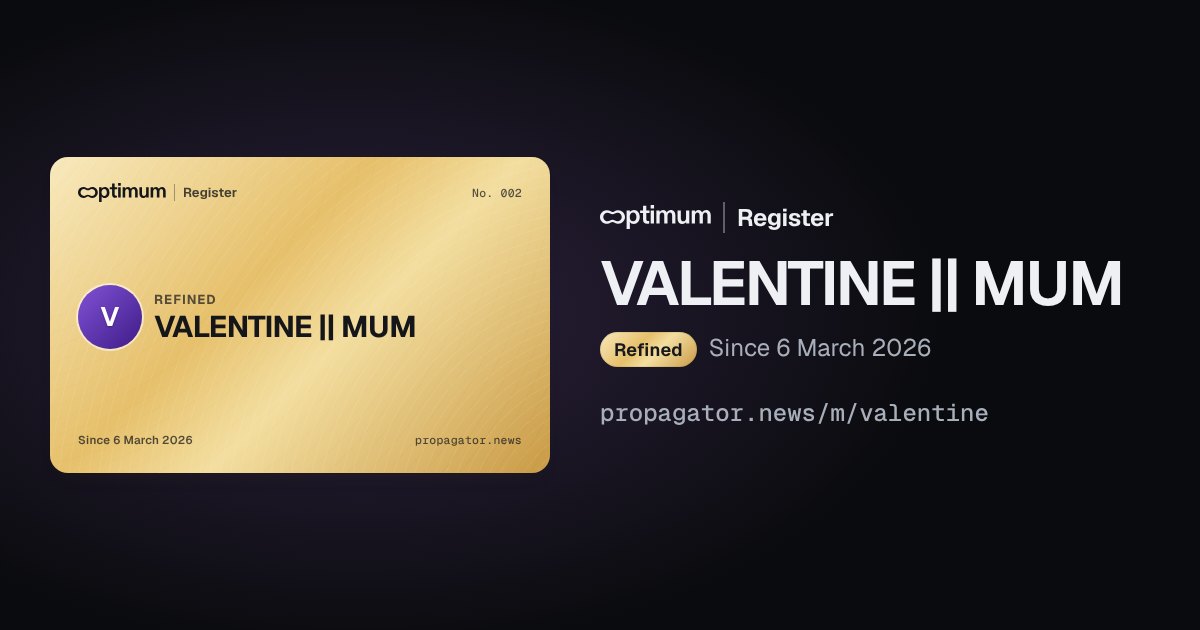 optimum | Register
No. 002
V
REFINED
VALENTINE || MUM
Since 6 March 2026
propagator.news
optimum | Register
VALENTINE || MUM
Refined
Since 6 March 2026
propagator.news/m/valentine